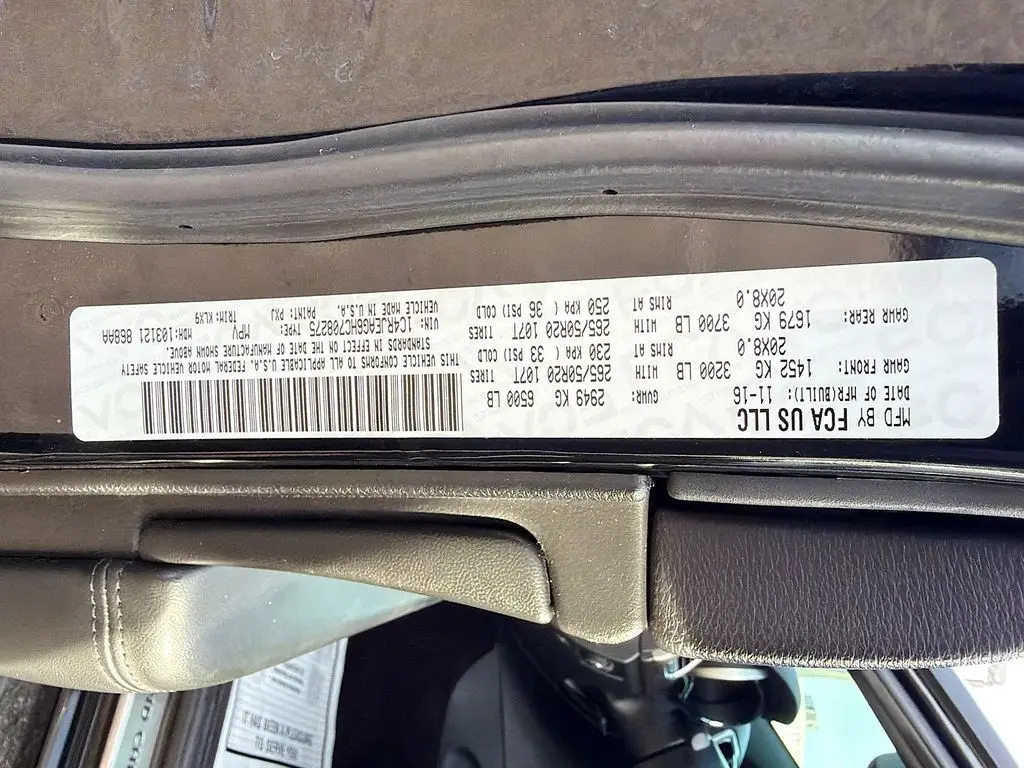 MFD BY FCA US LLC
DATE OF MFR(BUILT): 11-16 GVWR: 2949 KG 6500 LB
GAWR FRONT: 1452 KG 3200 LB WITH 265/50R20 107T TIRES
20X8.0 RIMS AT 230 KPA ( 33 PSI) COLD
GAWR REAR: 1679 KG 3700 LB WITH 265/50R20 107T TIRES
20X8.0 RIMS AT 250 KPA ( 36 PSI) COLD
THIS VEHICLE CONFORMS TO ALL APPLICABLE U.S.A. FEDERAL MOTOR VEHICLE SAFETY
STANDARDS IN EFFECT ON THE DATE OF MANUFACTURE SHOWN ABOVE.
VIN: 1C4RJEAG6HC788275 TYPE: MPV MDH: 103121 868AA
VEHICLE MADE IN U.S.A. PAINT: PXJ TRIM: KLX9